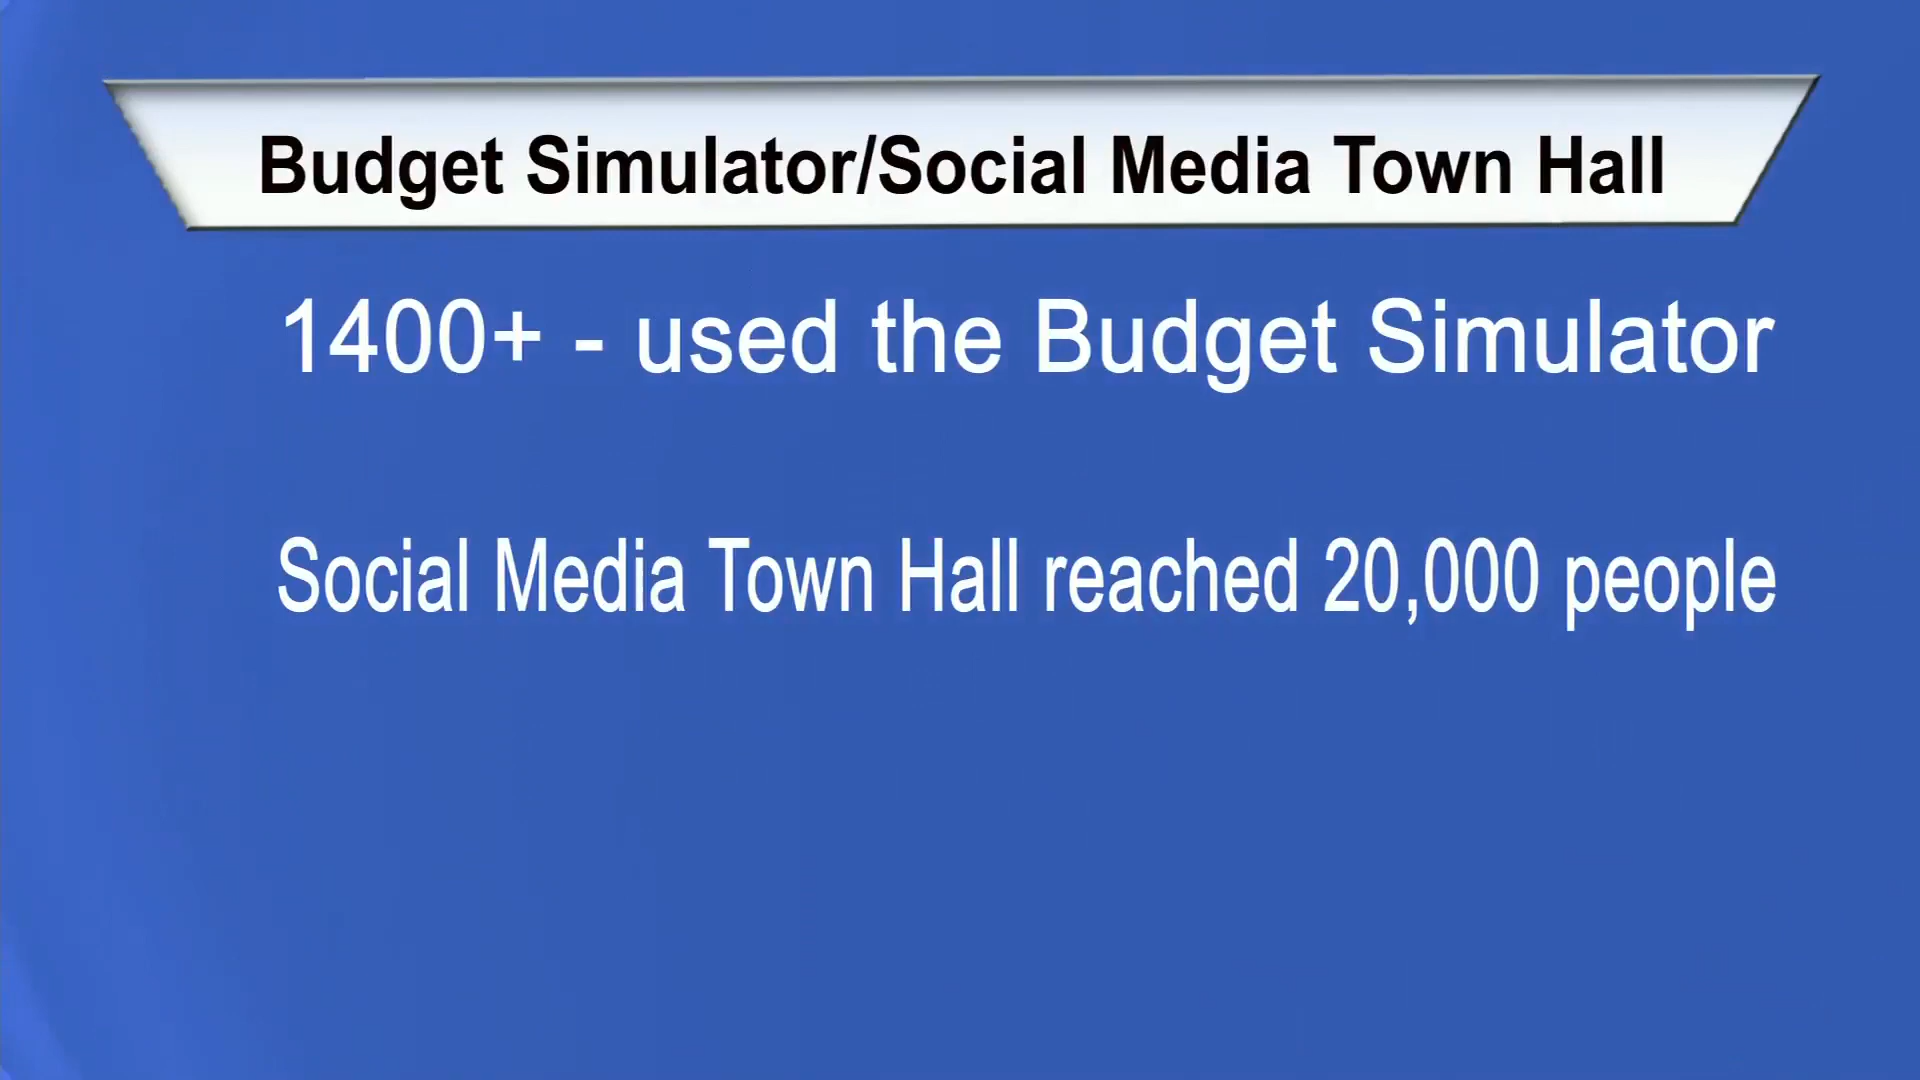 Budget Simulator/Social Media Town Hall
1400+ - used the Budget Simulator
Social Media Town Hall reached 20,000 people